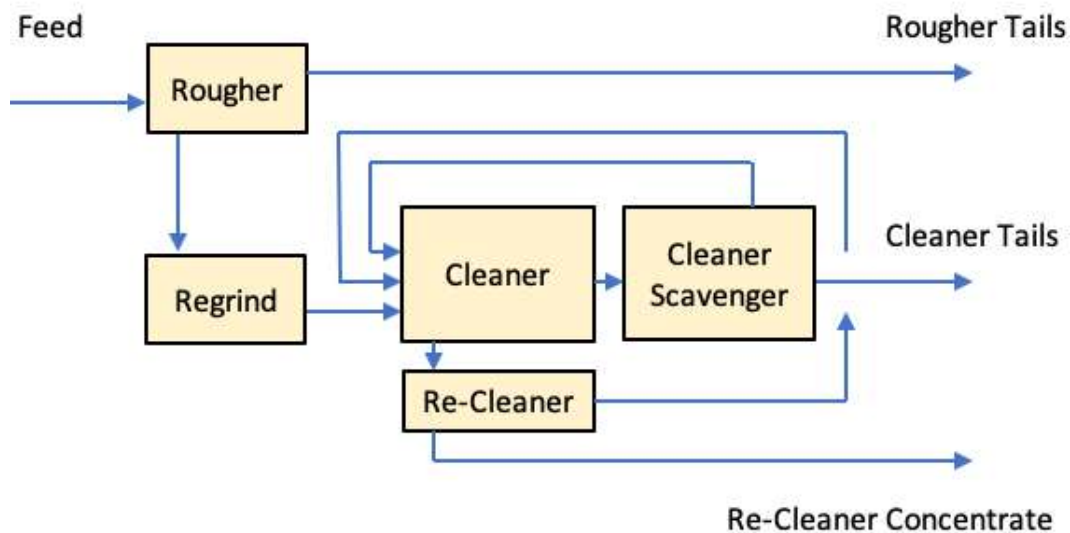 Feed
Rougher Tails
Rougher
Cleaner Tails
Cleaner
Cleaner
Scavenger
Regrind
Re-Cleaner
Re-Cleaner Concentrate